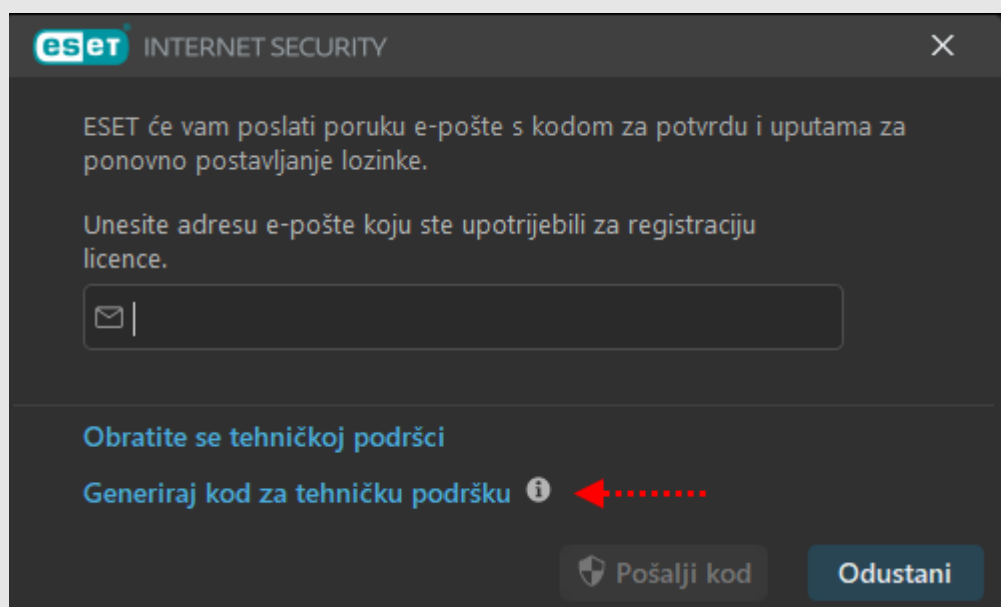 eseT INTERNET SECURITY
ESET će vam poslati poruku e-pošte s kodom za potvrdu i uputama za
ponovno postavljanje lozinke.
Unesite adresu e-pošte koju ste upotrijebili za registraciju
licence.
Obratite se tehničkoj podršci
Generiraj kod za tehničku podršku
Pošalji kod
Odustani